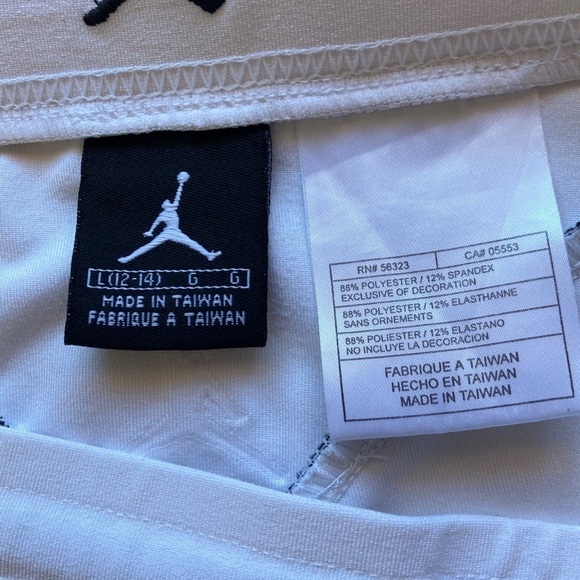 L (12-14) G G
MADE IN TAIWAN
FABRIQUE A TAIWAN
RN# 56323 CA# 05553
88% POLYESTER / 12% SPANDEX
EXCLUSIVE OF DECORATION
88% POLYESTER / 12% ELASTHANNE
SANS ORNEMENTS
88% POLIESTER / 12% ELASTANO
NO INCLUYE LA DECORACION
FABRIQUE A TAIWAN
HECHO EN TAIWAN
MADE IN TAIWAN